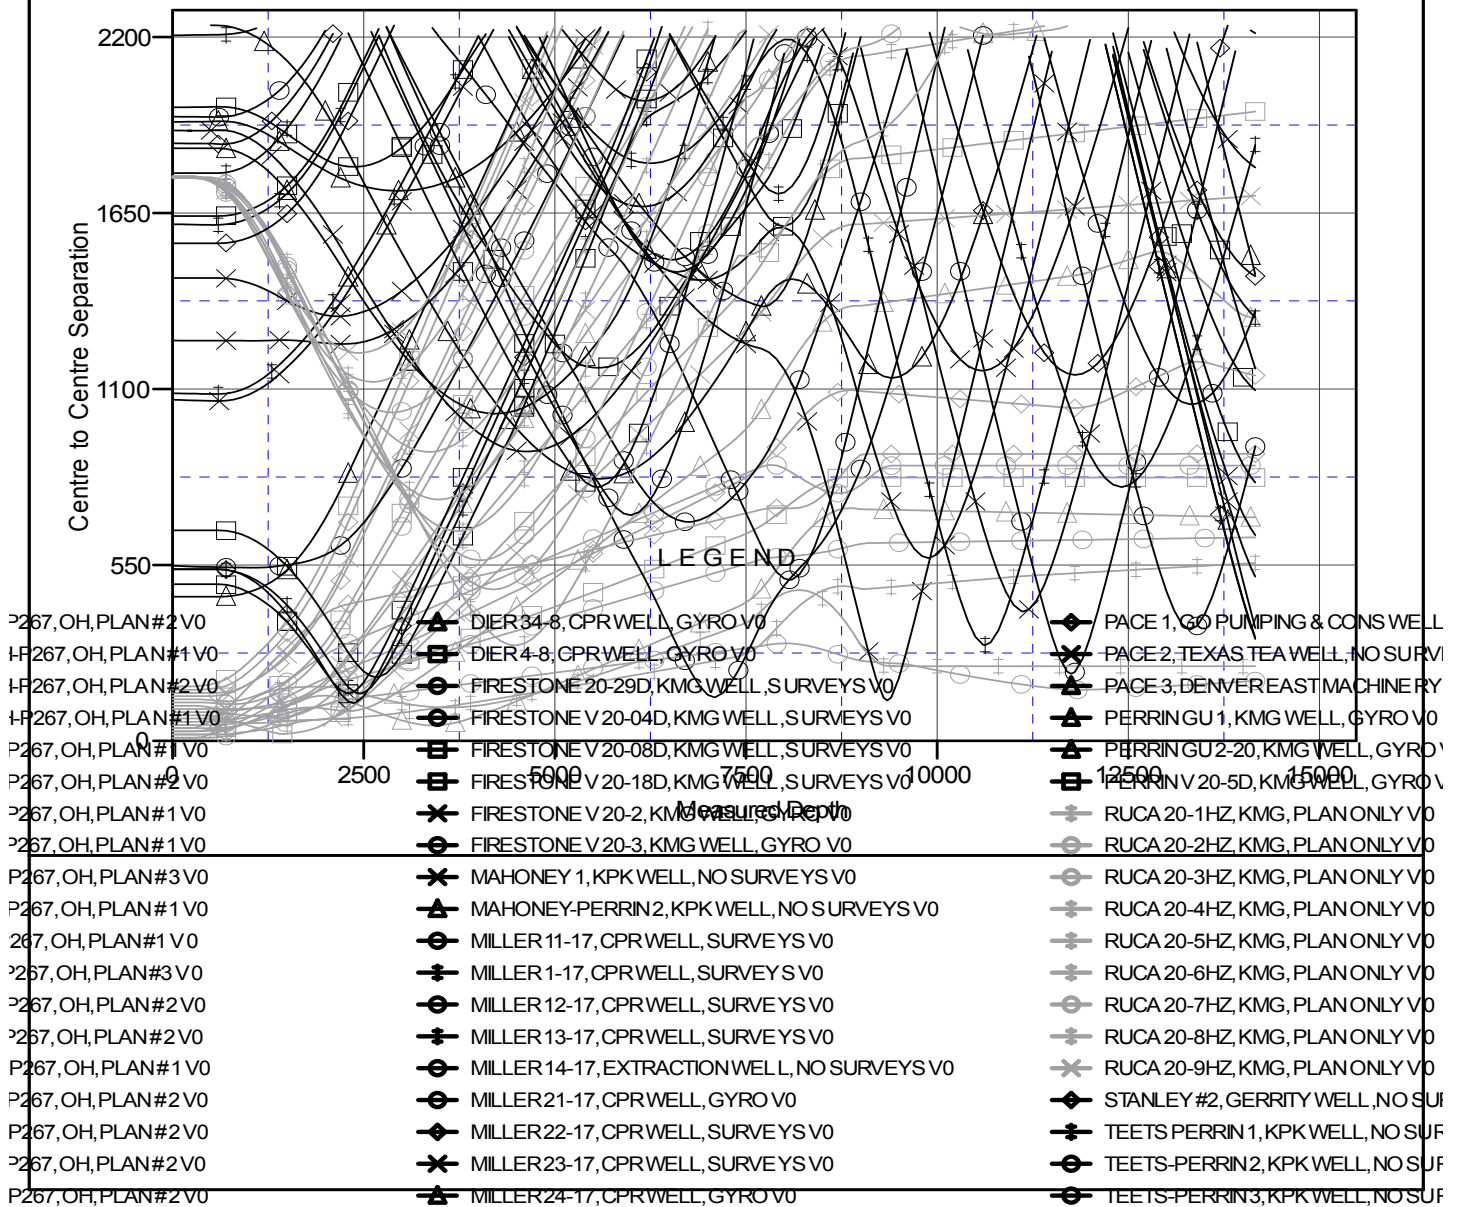 2200
1650
1100
550
0
Centre to Centre Separation
0 2500 5000 7500 10000 12500 15000
Measured Depth
LEGEND
P267, OH, PLAN #2 V0
P267, OH, PLAN #1 V0
P267, OH, PLAN #2 V0
P267, OH, PLAN #1 V0
P267, OH, PLAN #1 V0
P267, OH, PLAN #2 V0
P267, OH, PLAN #1 V0
P267, OH, PLAN #1 V0
P267, OH, PLAN #3 V0
P267, OH, PLAN #1 V0
267, OH, PLAN #1 V0
P267, OH, PLAN #3 V0
P267, OH, PLAN #2 V0
P267, OH, PLAN #2 V0
P267, OH, PLAN #1 V0
P267, OH, PLAN #2 V0
P267, OH, PLAN #2 V0
P267, OH, PLAN #2 V0
P267, OH, PLAN #2 V0
DIER 34-8, CPR WELL, GYRO V0
DIER 4-8, CPR WELL, GYRO V0
FIRESTONE 20-29D, KMG WELL, SURVEYS V0
FIRESTONE V 20-04D, KMG WELL, SURVEYS V0
FIRESTONE V 20-08D, KMG WELL, SURVEYS V0
FIRESTONE V 20-18D, KMG WELL, SURVEYS V0
FIRESTONE V 20-2, KMG WELL, GYRO V0
FIRESTONE V 20-3, KMG WELL, GYRO V0
MAHONEY 1, KPK WELL, NO SURVEYS V0
MAHONEY-PERRIN 2, KPK WELL, NO SURVEYS V0
MILLER 11-17, CPR WELL, SURVEYS V0
MILLER 1-17, CPR WELL, SURVEYS V0
MILLER 12-17, CPR WELL, SURVEYS V0
MILLER 13-17, CPR WELL, SURVEYS V0
MILLER 14-17, EXTRACTION WELL, NO SURVEYS V0
MILLER 21-17, CPR WELL, GYRO V0
MILLER 22-17, CPR WELL, SURVEYS V0
MILLER 23-17, CPR WELL, SURVEYS V0
MILLER 24-17, CPR WELL, GYRO V0
PACE 1, GO PUMPING & CONS WELL
PACE 2, TEXAS TEA WELL, NO SURV
PACE 3, DENVER EAST MACHINERY
PERRIN GU 1, KMG WELL, GYRO V0
PERRIN GU 2-20, KMG WELL, GYRO
PERRIN V 20-5D, KMG WELL, GYRO
RUCA 20-1HZ, KMG, PLAN ONLY V0
RUCA 20-2HZ, KMG, PLAN ONLY V0
RUCA 20-3HZ, KMG, PLAN ONLY V0
RUCA 20-4HZ, KMG, PLAN ONLY V0
RUCA 20-5HZ, KMG, PLAN ONLY V0
RUCA 20-6HZ, KMG, PLAN ONLY V0
RUCA 20-7HZ, KMG, PLAN ONLY V0
RUCA 20-8HZ, KMG, PLAN ONLY V0
RUCA 20-9HZ, KMG, PLAN ONLY V0
STANLEY #2, GERRITY WELL, NO SU
TEETS PERRIN 1, KPK WELL, NO SUR
TEETS-PERRIN 2, KPK WELL, NO SUR
TEETS-PERRIN 3, KPK WELL, NO SUR